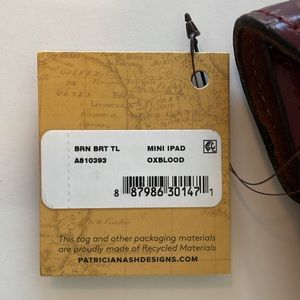 BRN BRT TL MINI IPAD
A810393 OXBLOOD
8 87986 30147 1
This tag and other packaging materials
are proudly made of Recycled Materials
PATRICIANASHDESIGNS.COM